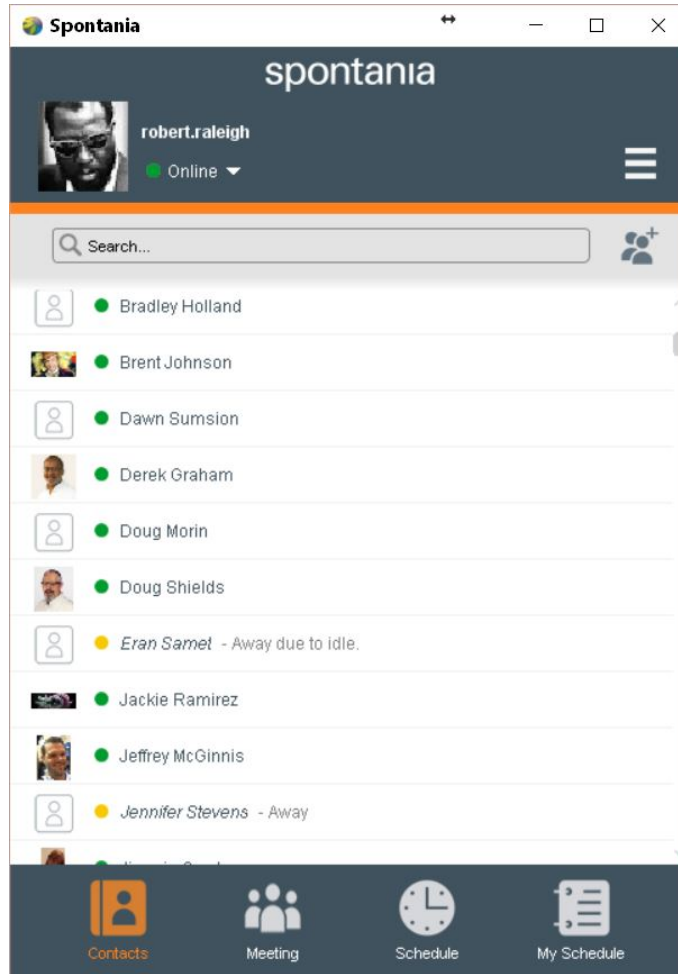 Spontania
spontania
robert.raleigh
Online
Search...
Bradley Holland
Brent Johnson
Dawn Sumsion
Derek Graham
Doug Morin
Doug Shields
Eran Samet - Away due to idle.
Jackie Ramirez
Jeffrey McGinnis
Jennifer Stevens - Away
Contacts Meeting Schedule My Schedule